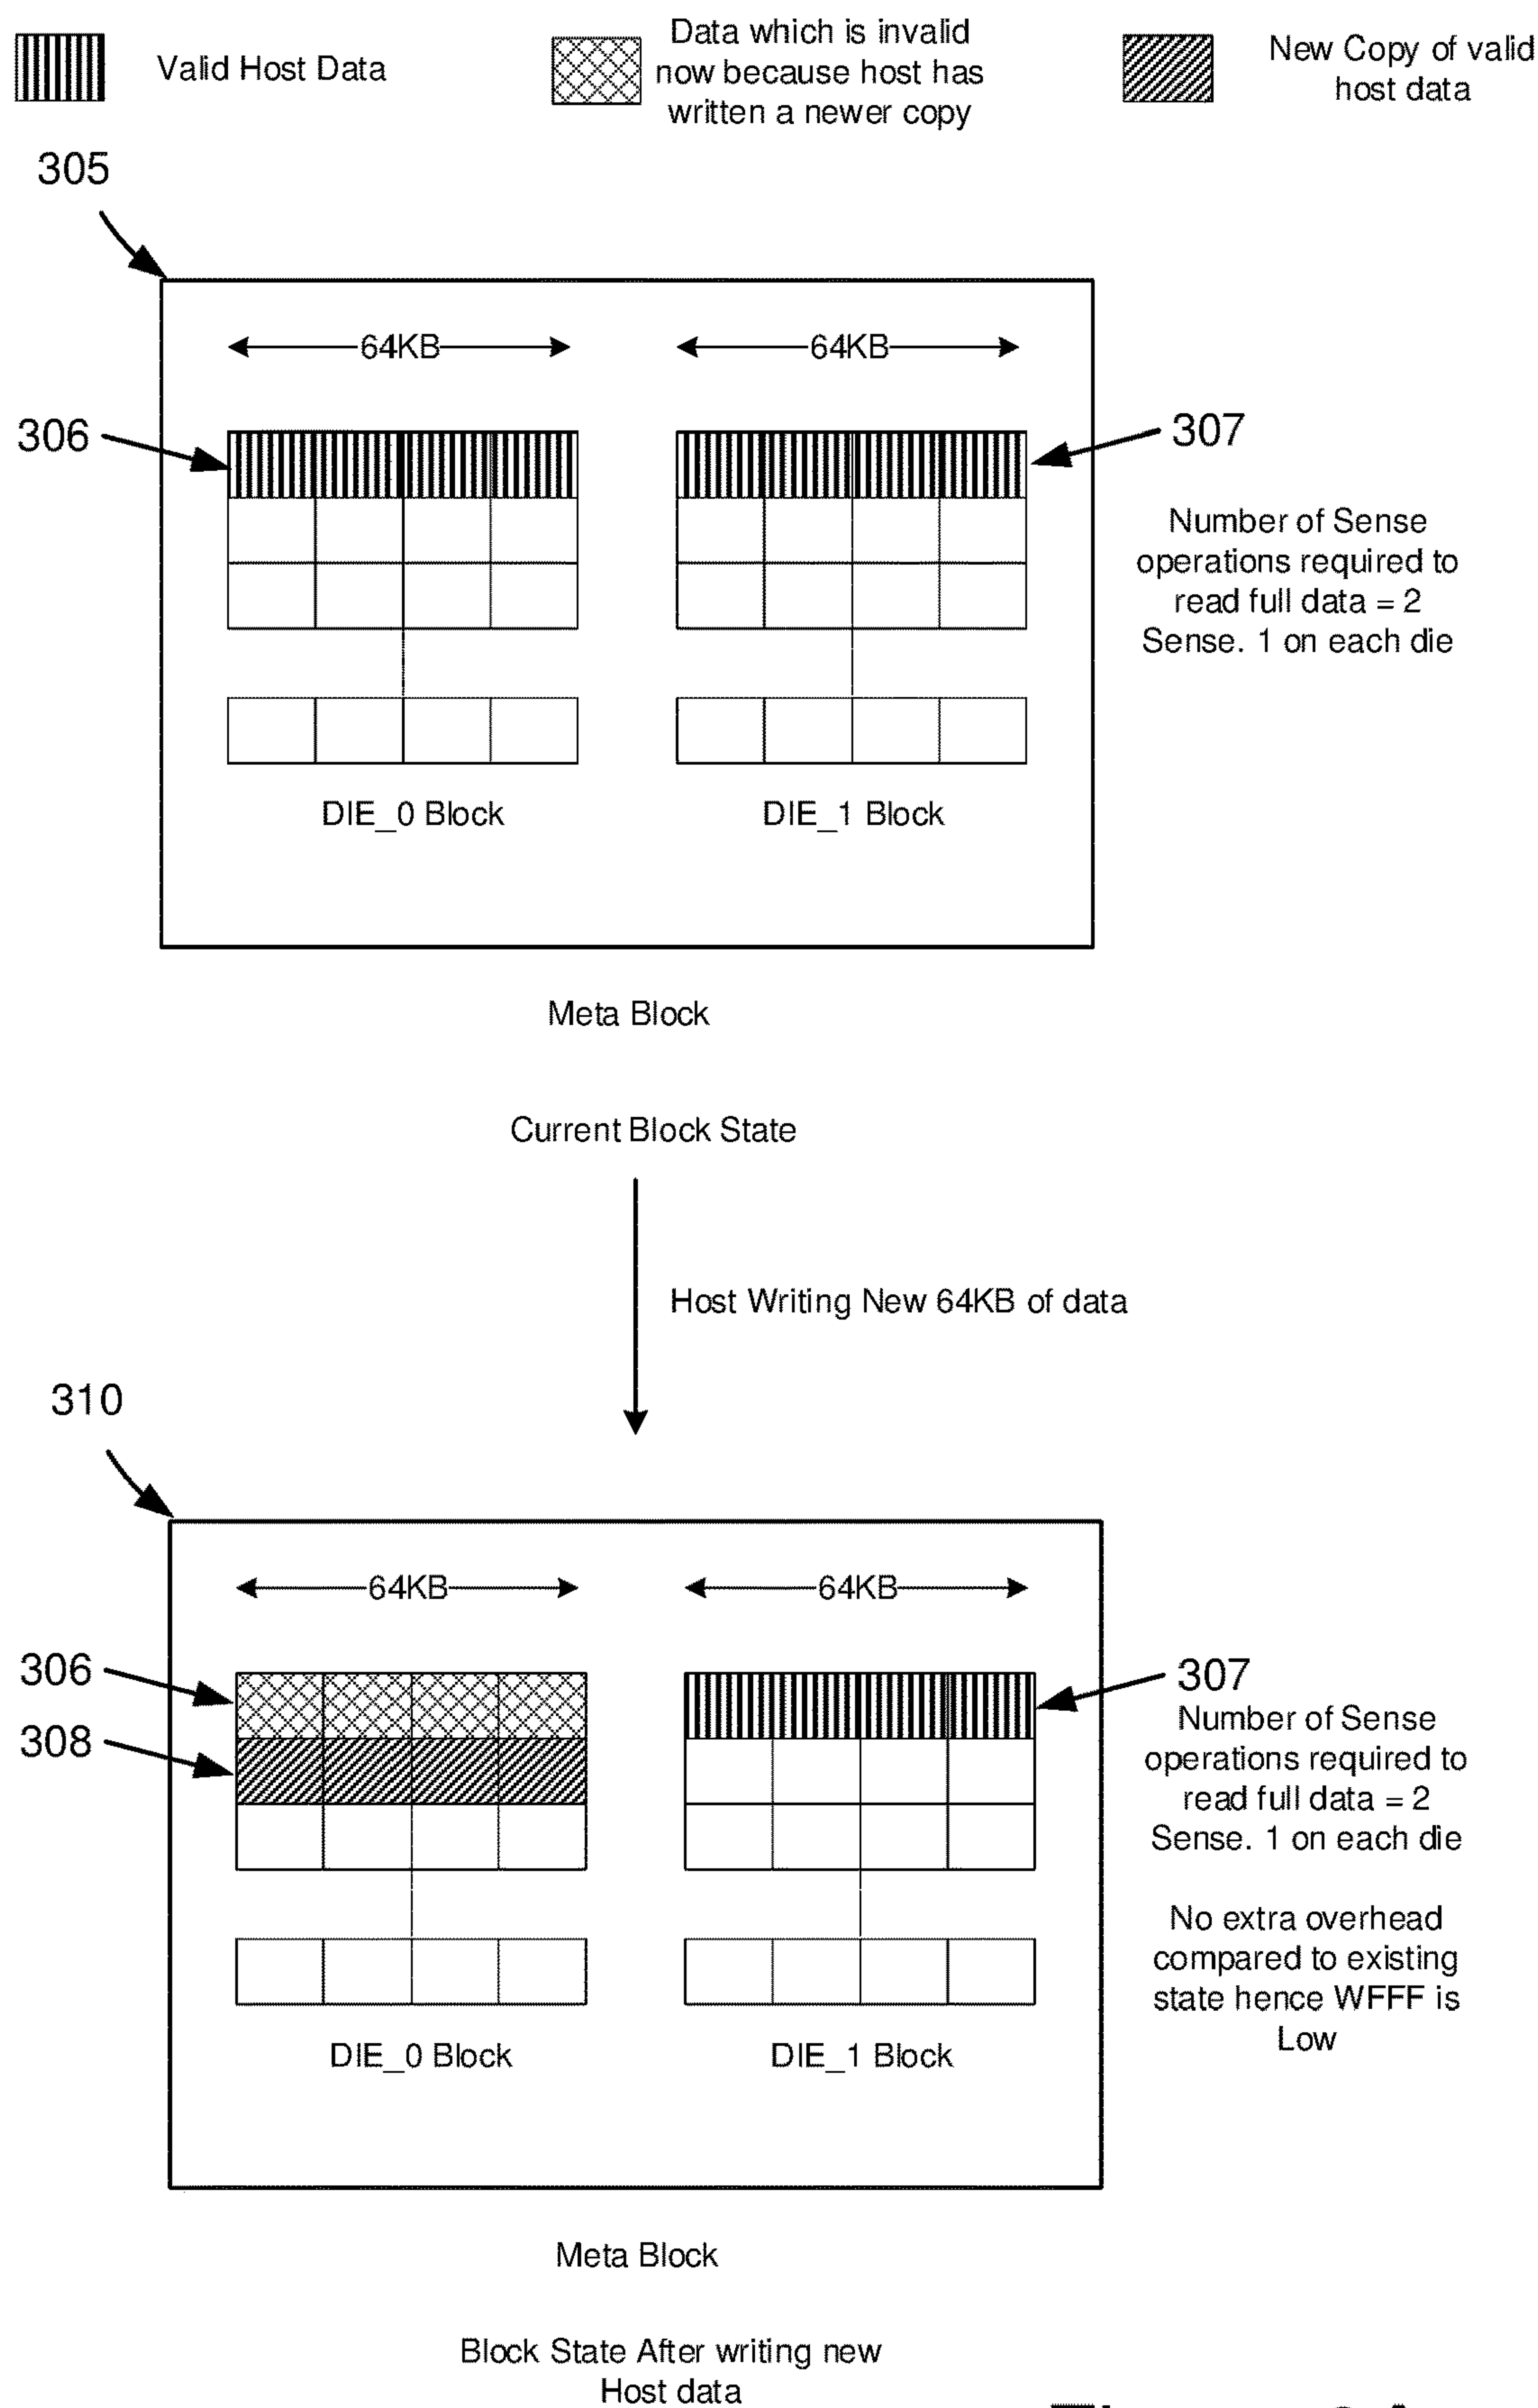 Valid Host Data
Data which is invalid
now because host has
written a newer copy
New Copy of valid
host data
305
64KB
64KB
306
307
Number of Sense
operations required to
read full data = 2
Sense. 1 on each die
DIE_0 Block
DIE_1 Block
Meta Block
Current Block State
Host Writing New 64KB of data
310
64KB
64KB
306
308
307
Number of Sense
operations required to
read full data = 2
Sense. 1 on each die
No extra overhead
compared to existing
state hence WFFF is
Low
DIE_0 Block
DIE_1 Block
Meta Block
Block State After writing new
Host data